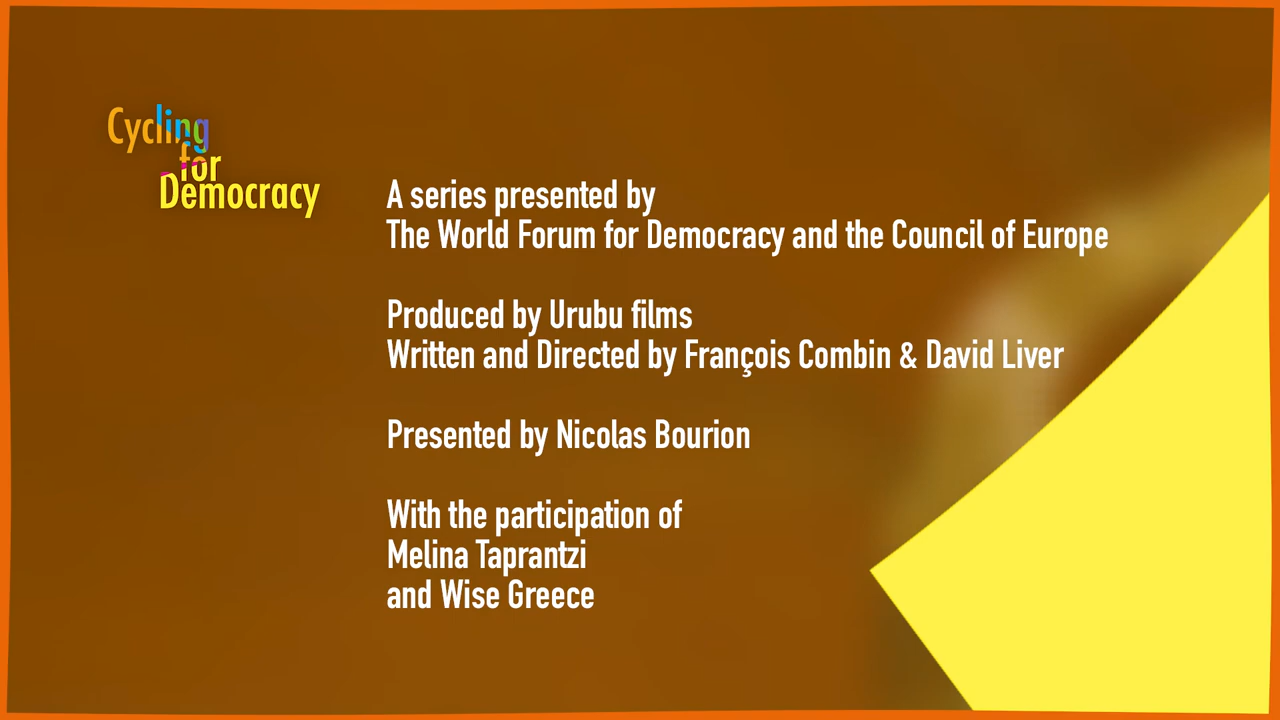 Cycling
for
Democracy
A series presented by
The World Forum for Democracy and the Council of Europe
Produced by Urubu films
Written and Directed by François Combin & David Liver
Presented by Nicolas Bourion
With the participation of
Melina Taprantzi
and Wise Greece